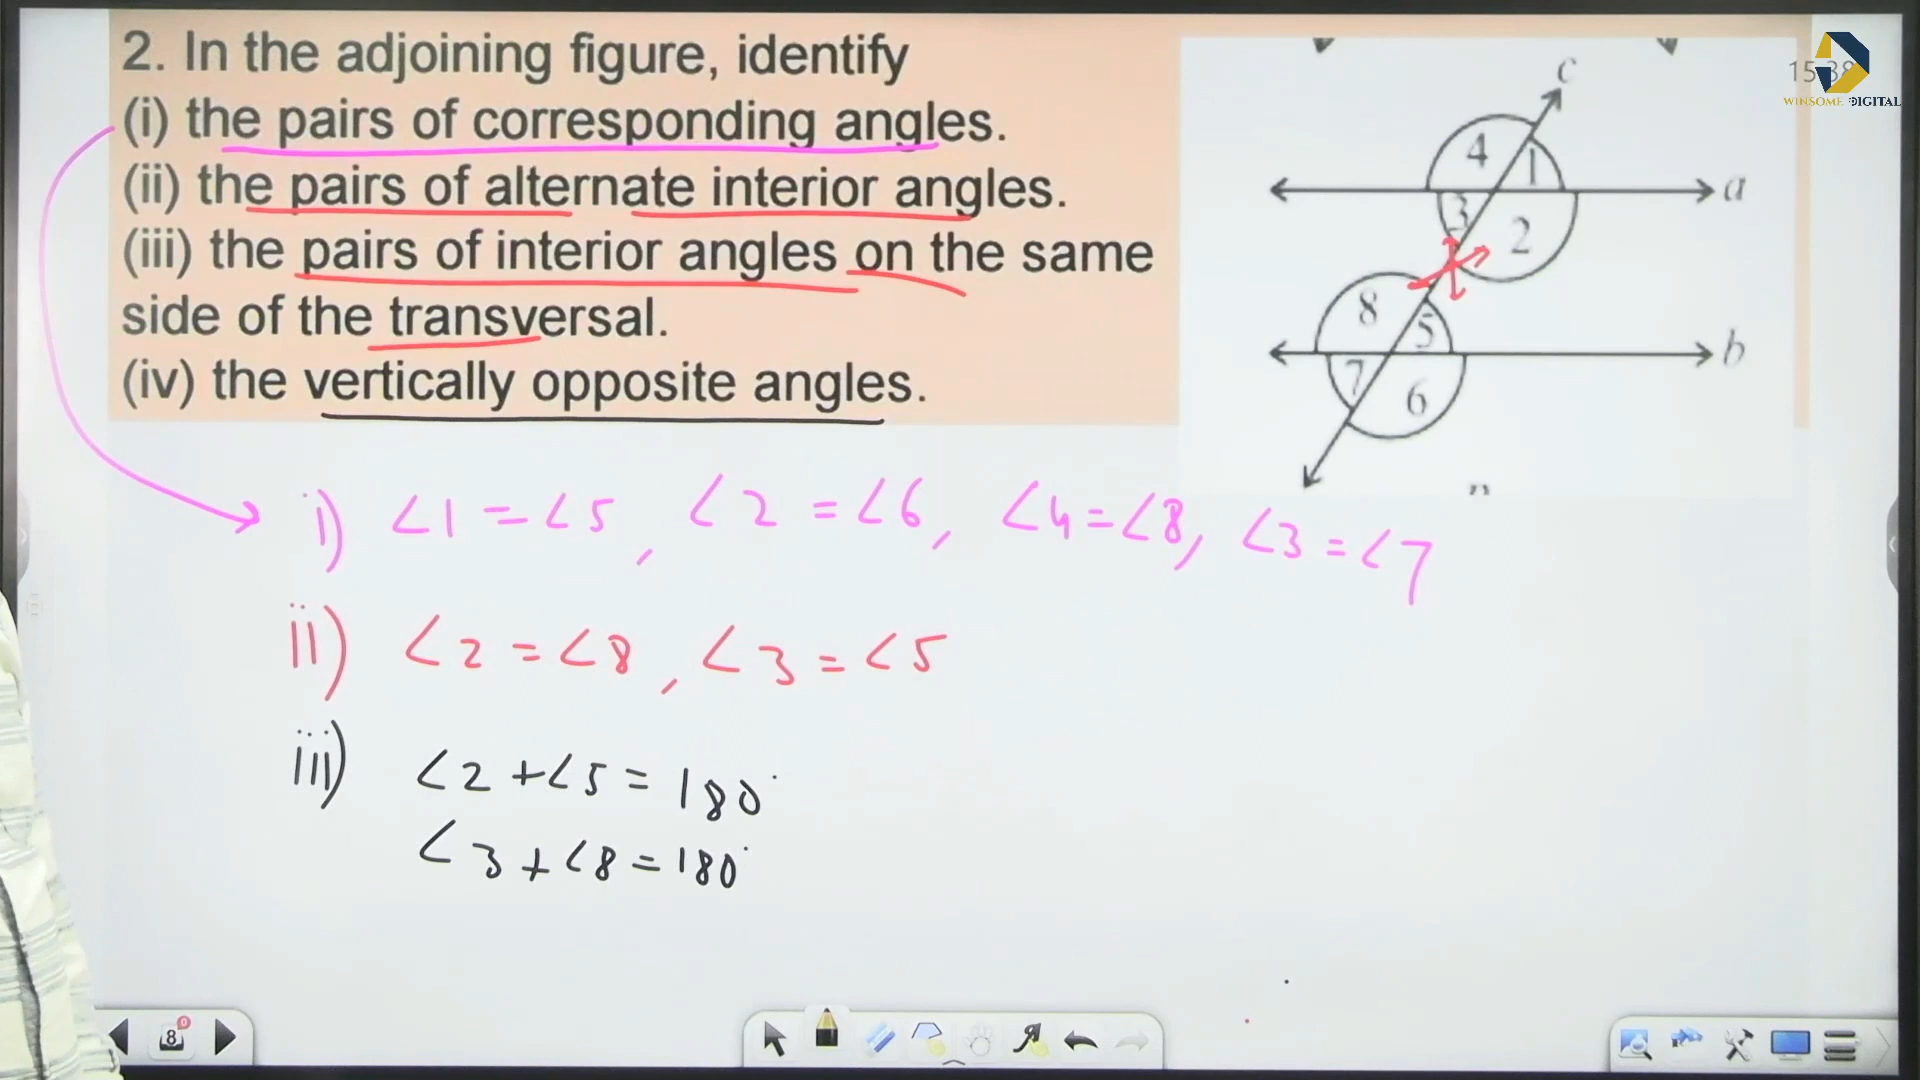 2. In the adjoining figure, identify
(i) the pairs of corresponding angles.
(ii) the pairs of alternate interior angles.
(iii) the pairs of interior angles on the same
side of the transversal.
(iv) the vertically opposite angles.
c
4 1
a
3 2
8 5
b
7 6
WINSOME DIGITAL
i) ∠1 = ∠5, ∠2 = ∠6, ∠4 = ∠8, ∠3 = ∠7
ii) ∠2 = ∠8, ∠3 = ∠5
iii) ∠2 + ∠5 = 180°
∠3 + ∠8 = 180°
8
0